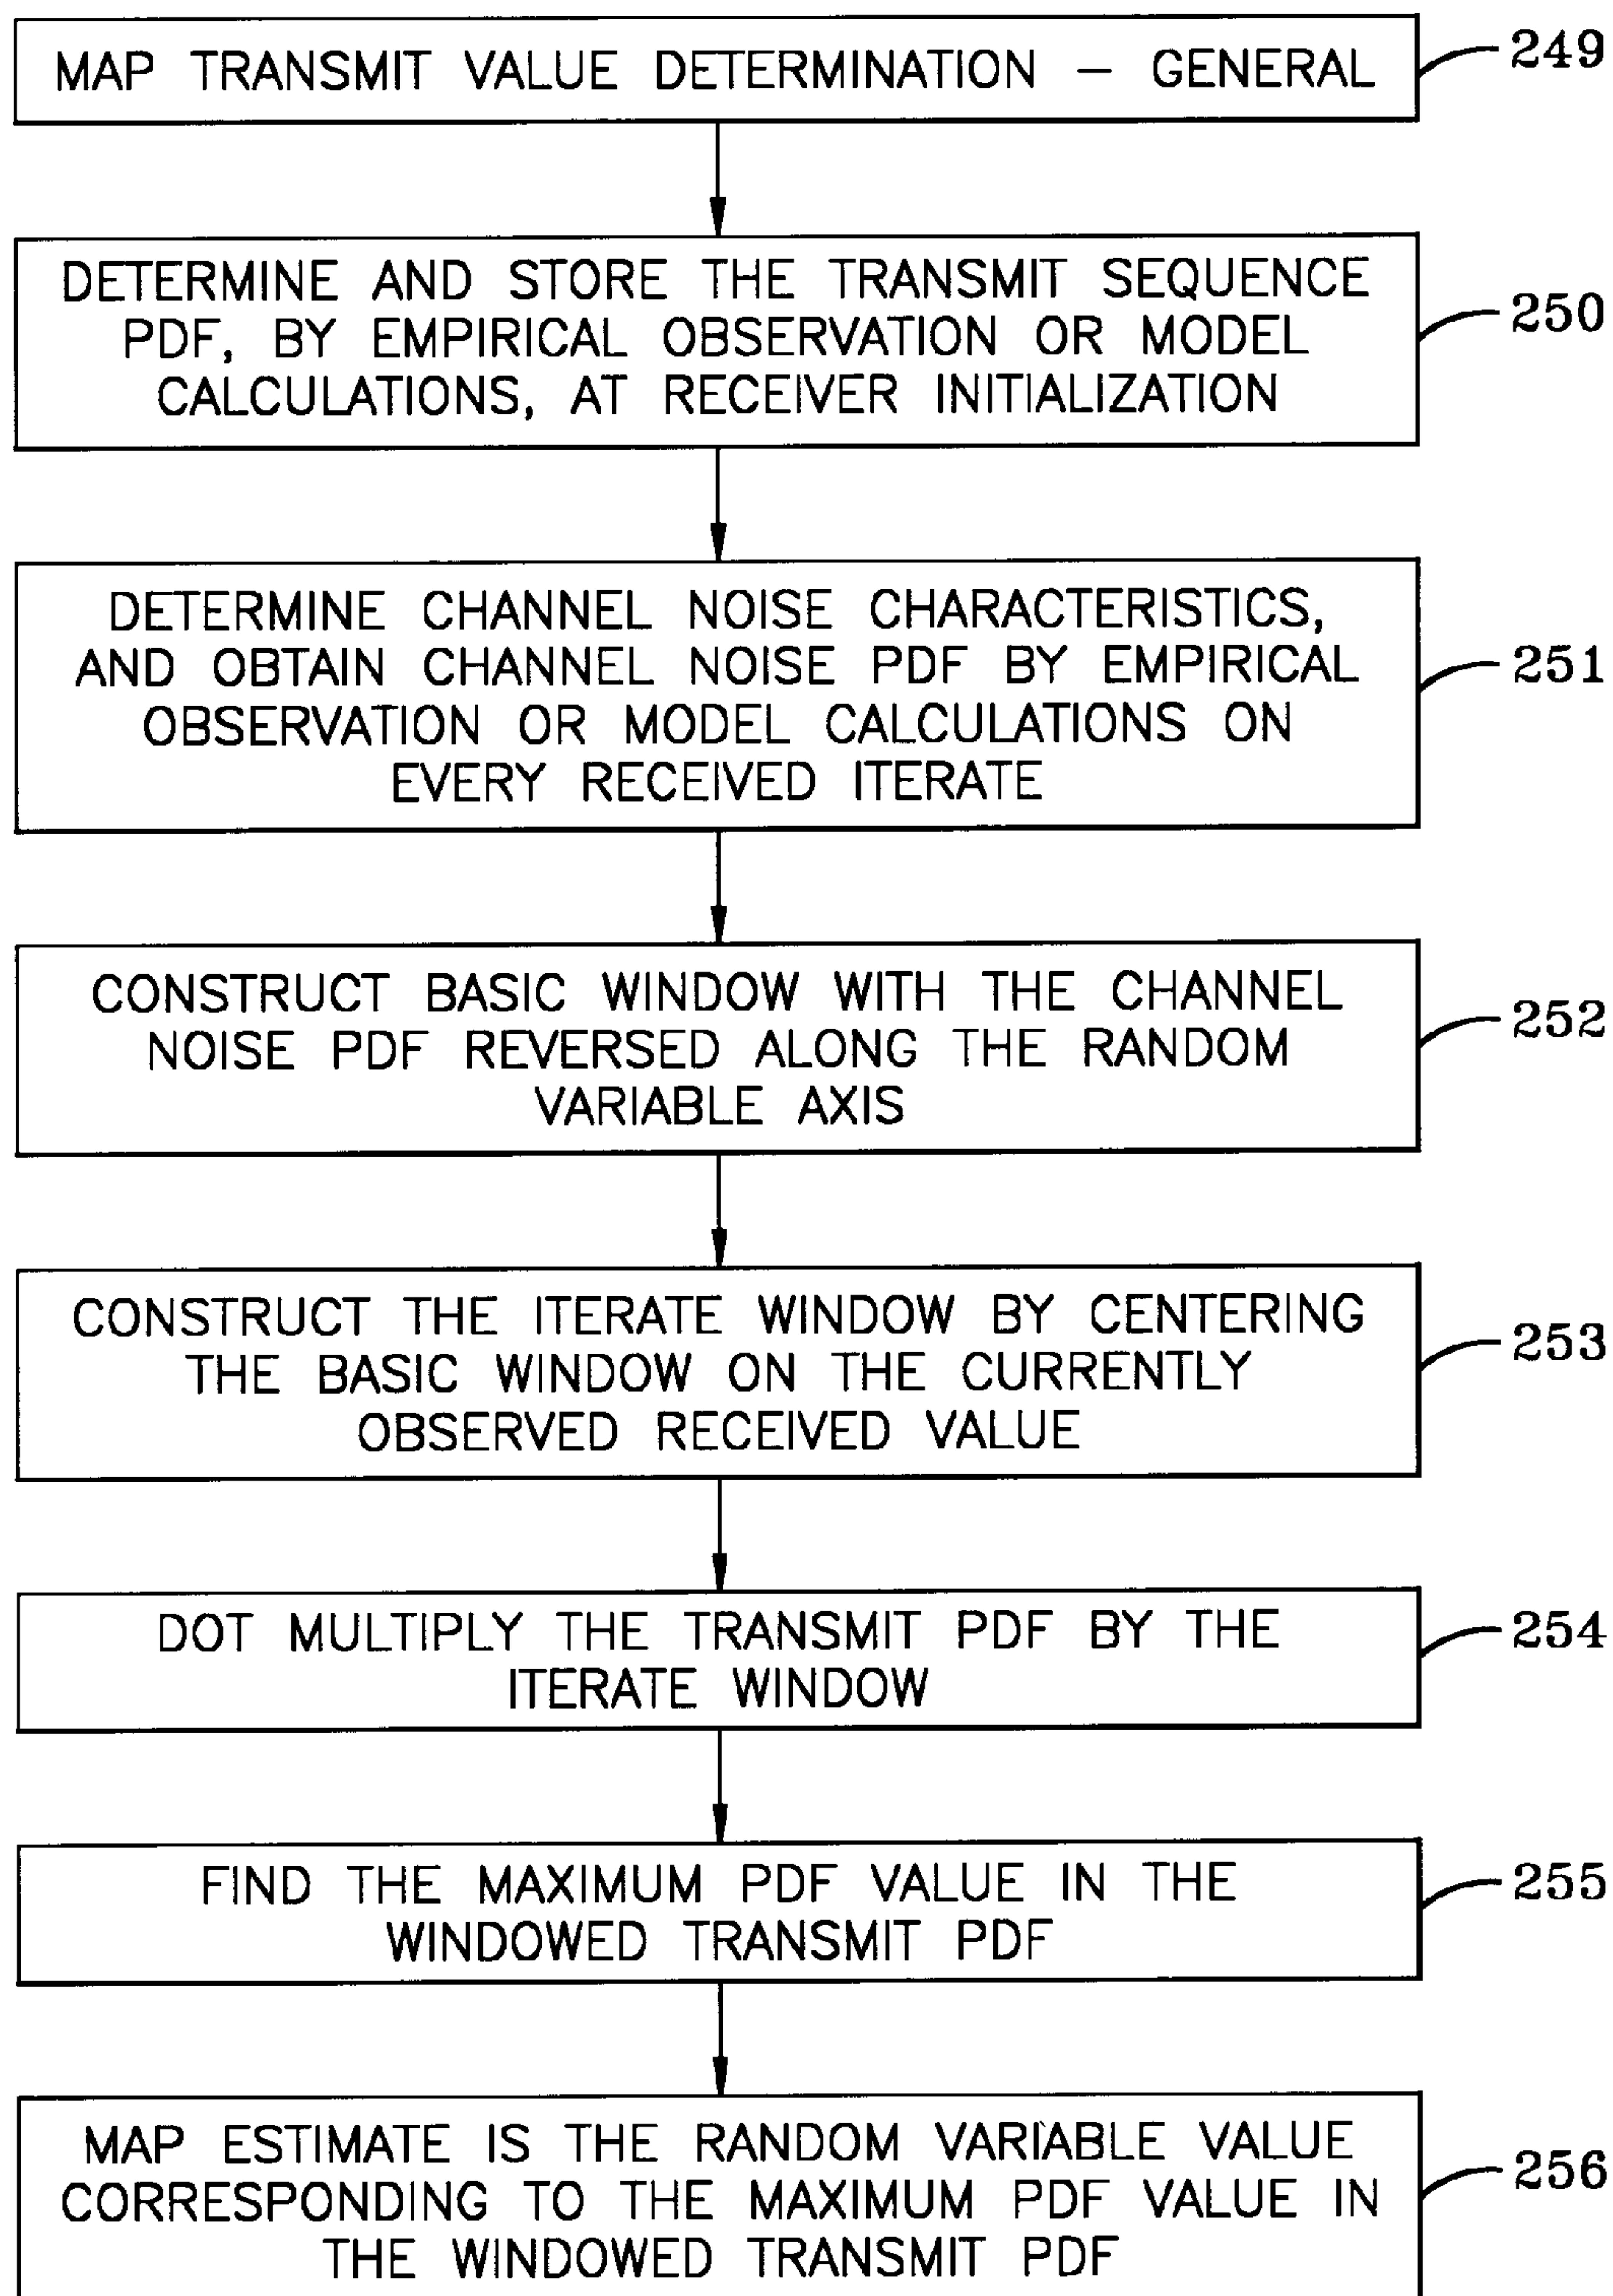 MAP TRANSMIT VALUE DETERMINATION – GENERAL
249
DETERMINE AND STORE THE TRANSMIT SEQUENCE
PDF, BY EMPIRICAL OBSERVATION OR MODEL
CALCULATIONS, AT RECEIVER INITIALIZATION
250
DETERMINE CHANNEL NOISE CHARACTERISTICS,
AND OBTAIN CHANNEL NOISE PDF BY EMPIRICAL
OBSERVATION OR MODEL CALCULATIONS ON
EVERY RECEIVED ITERATE
251
CONSTRUCT BASIC WINDOW WITH THE CHANNEL
NOISE PDF REVERSED ALONG THE RANDOM
VARIABLE AXIS
252
CONSTRUCT THE ITERATE WINDOW BY CENTERING
THE BASIC WINDOW ON THE CURRENTLY
OBSERVED RECEIVED VALUE
253
DOT MULTIPLY THE TRANSMIT PDF BY THE
ITERATE WINDOW
254
FIND THE MAXIMUM PDF VALUE IN THE
WINDOWED TRANSMIT PDF
255
MAP ESTIMATE IS THE RANDOM VARIABLE VALUE
CORRESPONDING TO THE MAXIMUM PDF VALUE IN
THE WINDOWED TRANSMIT PDF
256